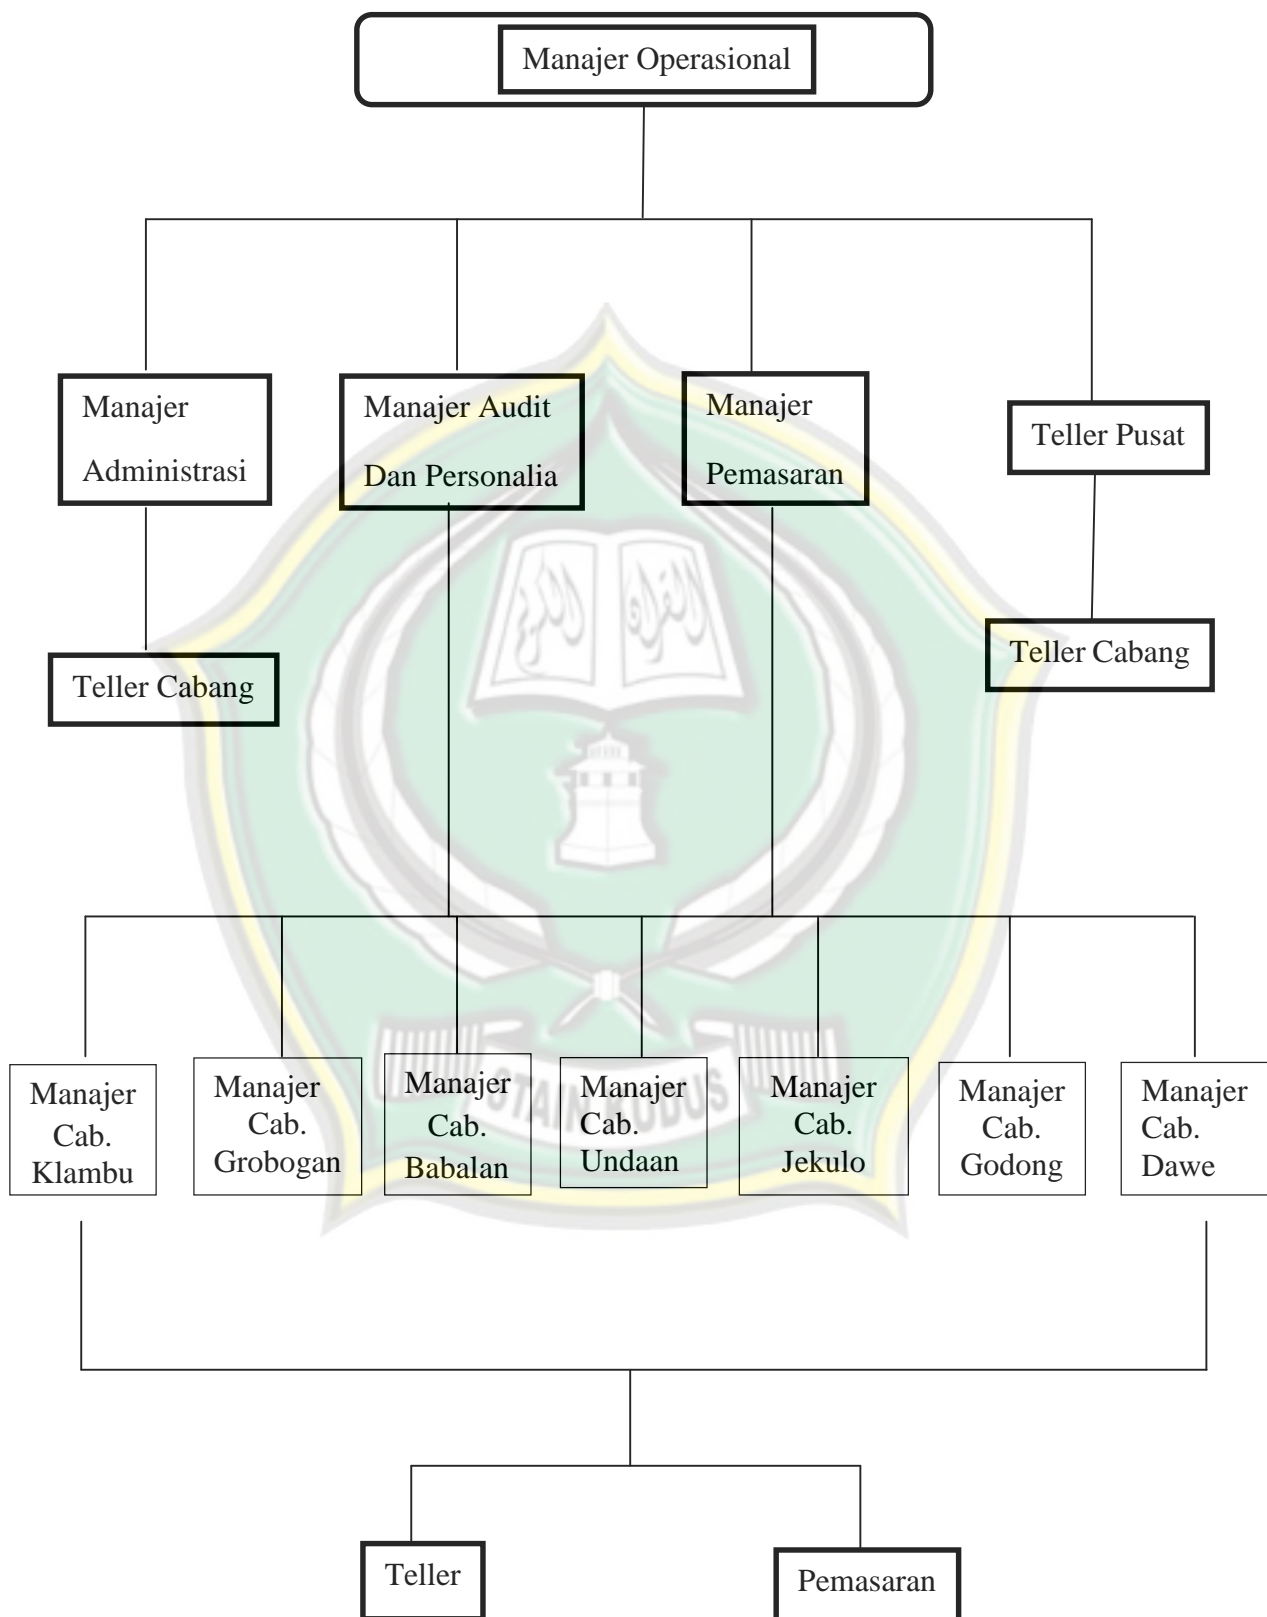 Manajer Operasional
Manajer
Administrasi
Manajer Audit
Dan Personalia
Manajer
Pemasaran
Teller Pusat
Teller Cabang
Teller Cabang
Manajer
Cab.
Klambu
Manajer
Cab.
Grobogan
Manajer
Cab.
Babalan
Manajer
Cab.
Undaan
Manajer
Cab.
Jekulo
Manajer
Cab.
Godong
Manajer
Cab.
Dawe
STAIN KUDUS
Teller
Pemasaran